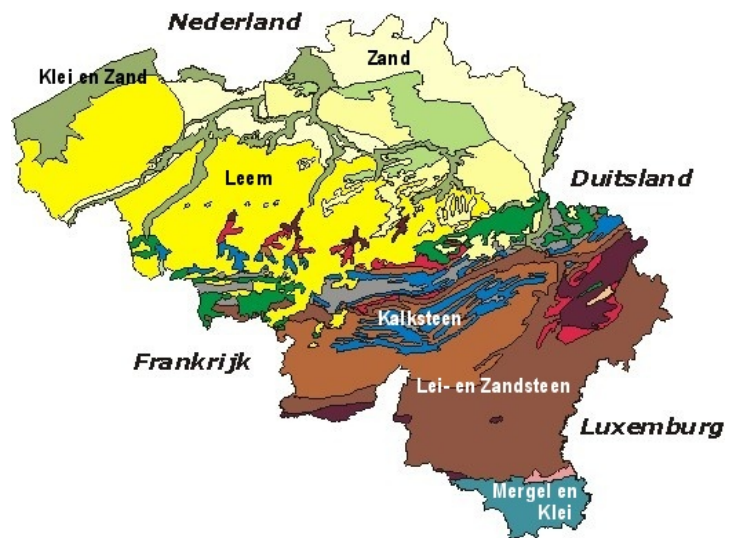 Nederland
Zand
Klei en Zand
Leem
Duitsland
Kalksteen
Frankrijk
Lei- en Zandsteen
Luxemburg
Mergel en
Klei